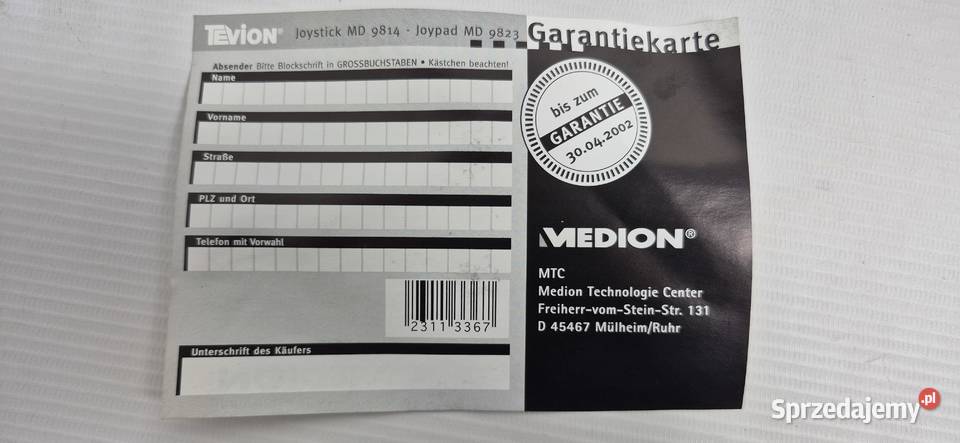 TEVION® Joystick MD 9814 - Joypad MD 9823
Garantiekarte
Absender Bitte Blockschrift in GROSSBUCHSTABEN • Kästchen beachten!
Name
Vorname
Straße
PLZ und Ort
Telefon mit Vorwahl
23113367
Unterschrift des Käufers
bis zum
GARANTIE
30.04.2002
MEDION®
MTC
Medion Technologie Center
Freiherr-vom-Stein-Str. 131
D 45467 Mülheim/Ruhr
Sprzedajemy.pl